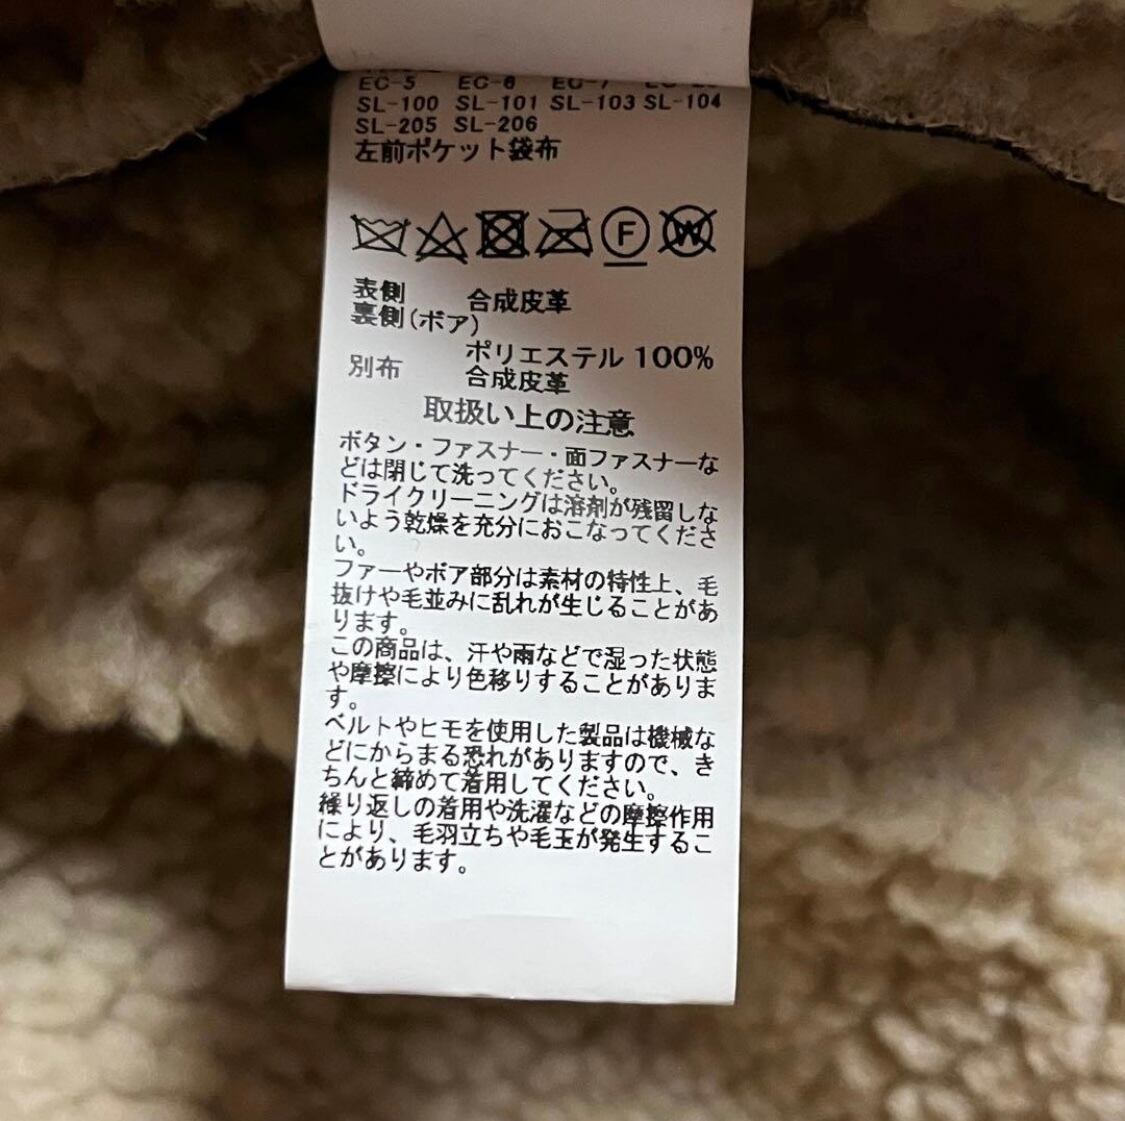 EC-5 EC-6 EC-7
SL-100 SL-101 SL-103 SL-104
SL-205 SL-206
左前ポケット袋布
F W
表側 合成皮革
裏側(ボア)
ポリエステル 100%
別布 合成皮革
取扱い上の注意
ボタン・ファスナー・面ファスナーな
どは閉じて洗ってください。
ドライクリーニングは溶剤が残留しな
いよう乾燥を充分におこなってくださ
い。
ファーやボア部分は素材の特性上、毛
抜けや毛並みに乱れが生じることがあ
ります。
この商品は、汗や雨などで湿った状態
や摩擦により色移りすることがありま
す。
ベルトやヒモを使用した製品は機械な
どにからまる恐れがありますので、き
ちんと締めて着用してください。
繰り返しの着用や洗濯などの摩擦作用
により、毛羽立ちや毛玉が発生するこ
とがあります。